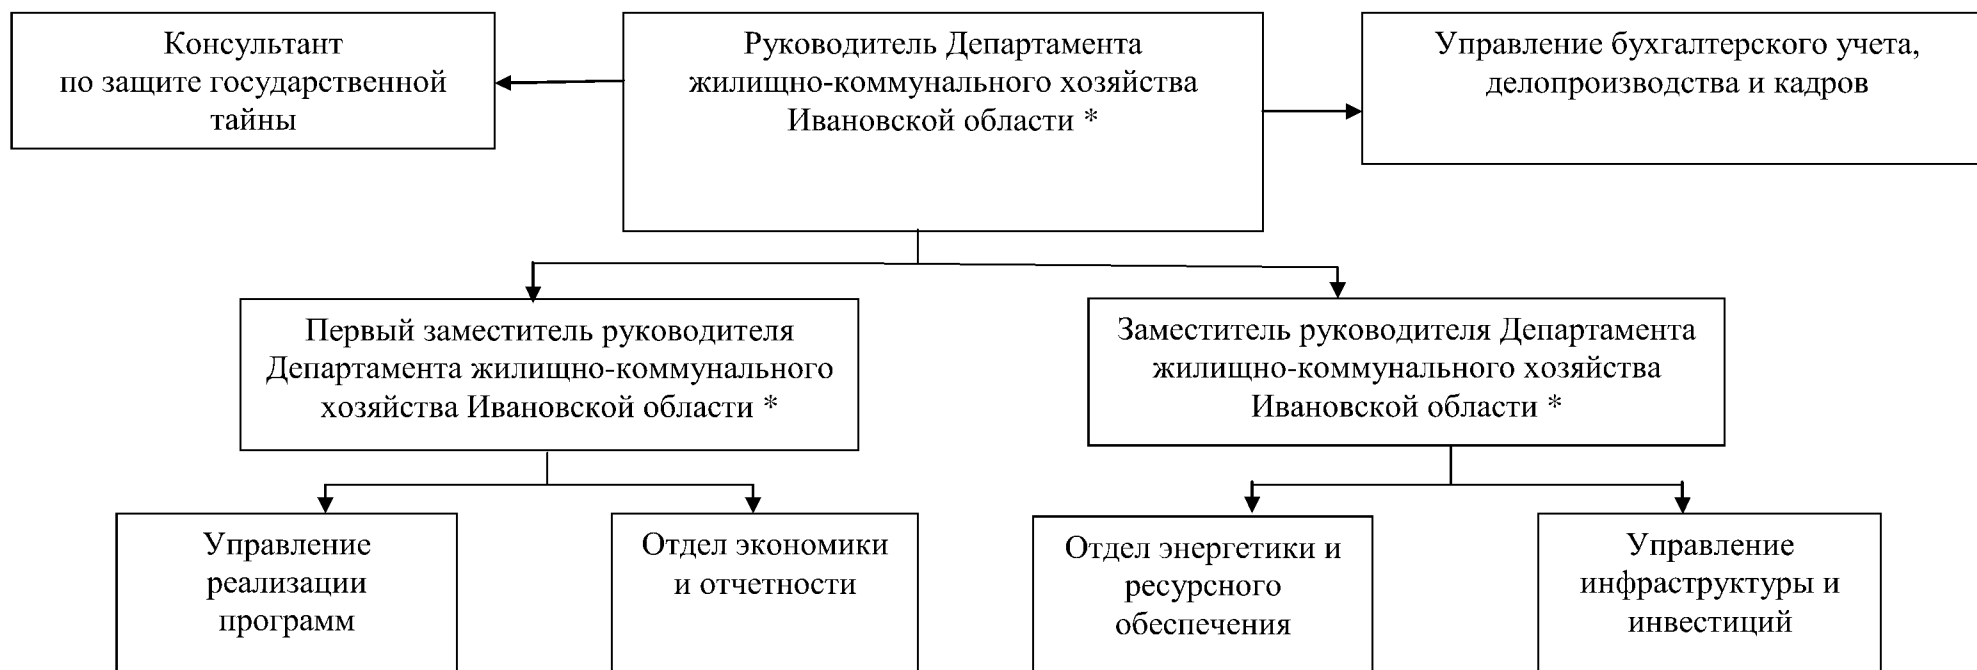 Консультант
по защите государственной
тайны
Руководитель Департамента
жилищно-коммунального хозяйства
Ивановской области *
Управление бухгалтерского учета,
делопроизводства и кадров
Первый заместитель руководителя
Департамента жилищно-коммунального
хозяйства Ивановской области *
Заместитель руководителя Департамента
жилищно-коммунального хозяйства
Ивановской области *
Управление
реализации
программ
Отдел экономики
и отчетности
Отдел энергетики и
ресурсного
обеспечения
Управление
инфраструктуры и
инвестиций